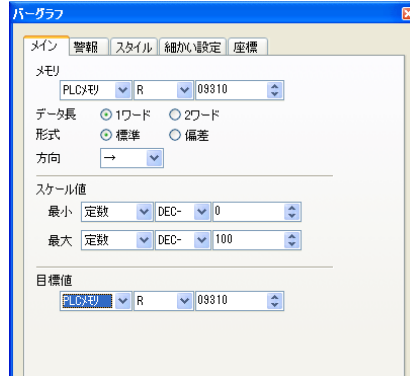 バーグラフ
メイン 警報 スタイル 細かい設定 座標
メモリ
PLCメモリ R 09310
データ長 1ワード 2ワード
形式 標準 偏差
方向 →
スケール値
最小 定数 DEC- 0
最大 定数 DEC- 100
目標値
PLCメモリ R 09310